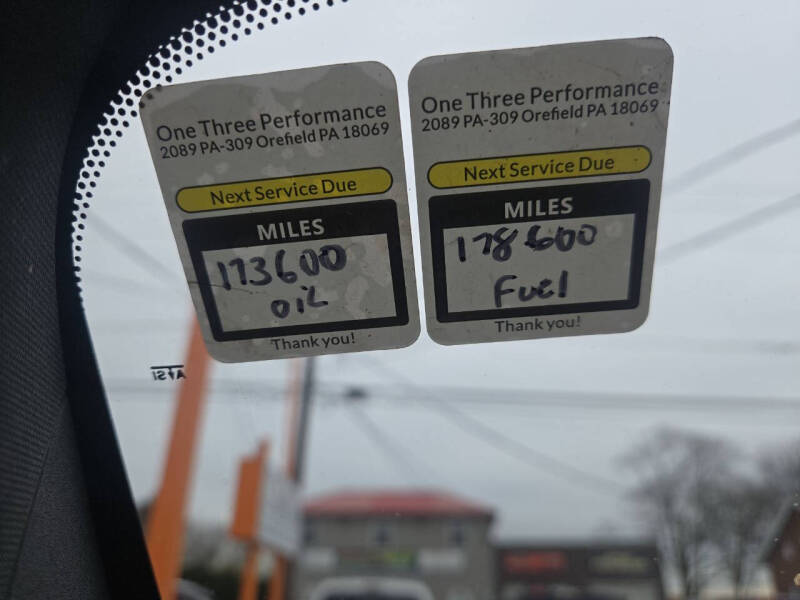 One Three Performance
2089 PA-309 Orefield PA 18069
Next Service Due
MILES
173600
OIL
Thank you!
One Three Performance
2089 PA-309 Orefield PA 18069
Next Service Due
MILES
178600
Fuel
Thank you!